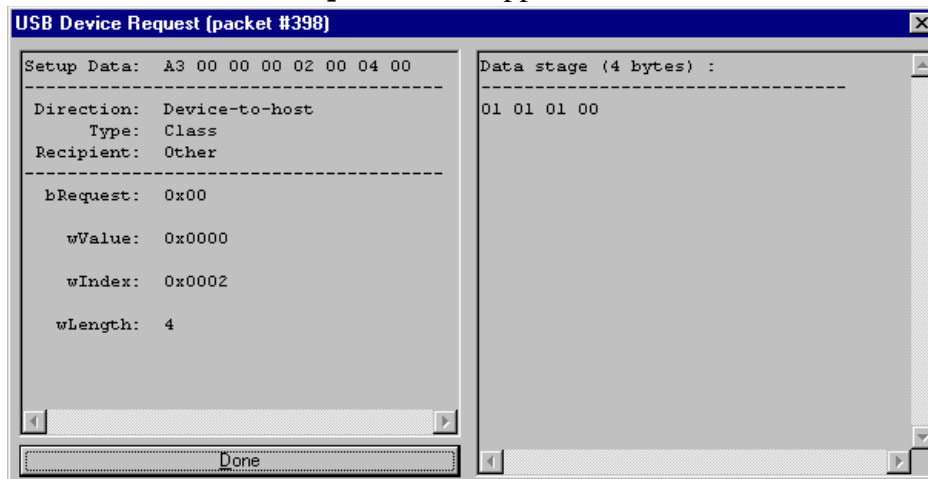 USB Device Request (packet #398)
Setup Data: A3 00 00 00 02 00 04 00
----------------------------------------
Direction: Device-to-host
Type: Class
Recipient: Other
----------------------------------------
bRequest: 0x00
wValue: 0x0000
wIndex: 0x0002
wLength: 4
Done
Data stage (4 bytes) :
----------------------------------
01 01 01 00